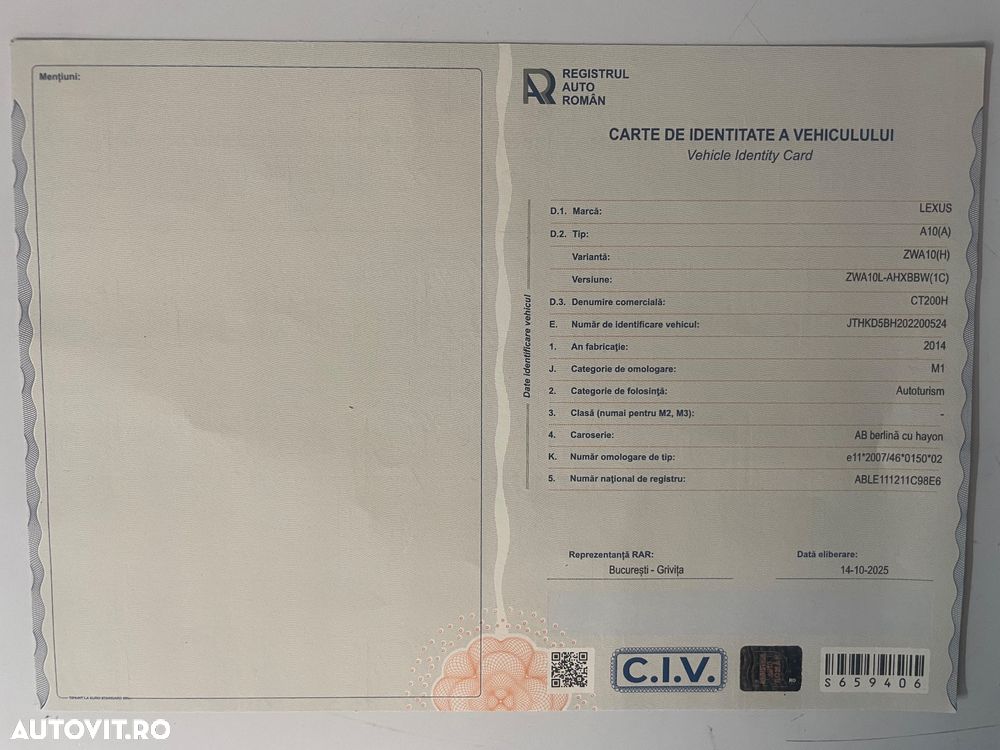 Mențiuni:
REGISTRUL
AUTO
ROMÂN
CARTE DE IDENTITATE A VEHICULULUI
Vehicle Identity Card
Date identificare vehicul
D.1. Marcă: LEXUS
D.2. Tip: A10(A)
Variantă: ZWA10(H)
Versiune: ZWA10L-AHXBBW(1C)
D.3. Denumire comercială: CT200H
E. Număr de identificare vehicul: JTHKD5BH202200524
1. An fabricație: 2014
J. Categorie de omologare: M1
2. Categorie de folosință: Autoturism
3. Clasă (numai pentru M2, M3): -
4. Caroserie: AB berlină cu hayon
K. Număr omologare de tip: e11*2007/46*0150*02
5. Număr național de registru: ABLE111211C98E6
Reprezentanță RAR: Dată eliberare:
București - Grivița 14-10-2025
C.I.V.
RO
S659406
AUTOVIT.RO